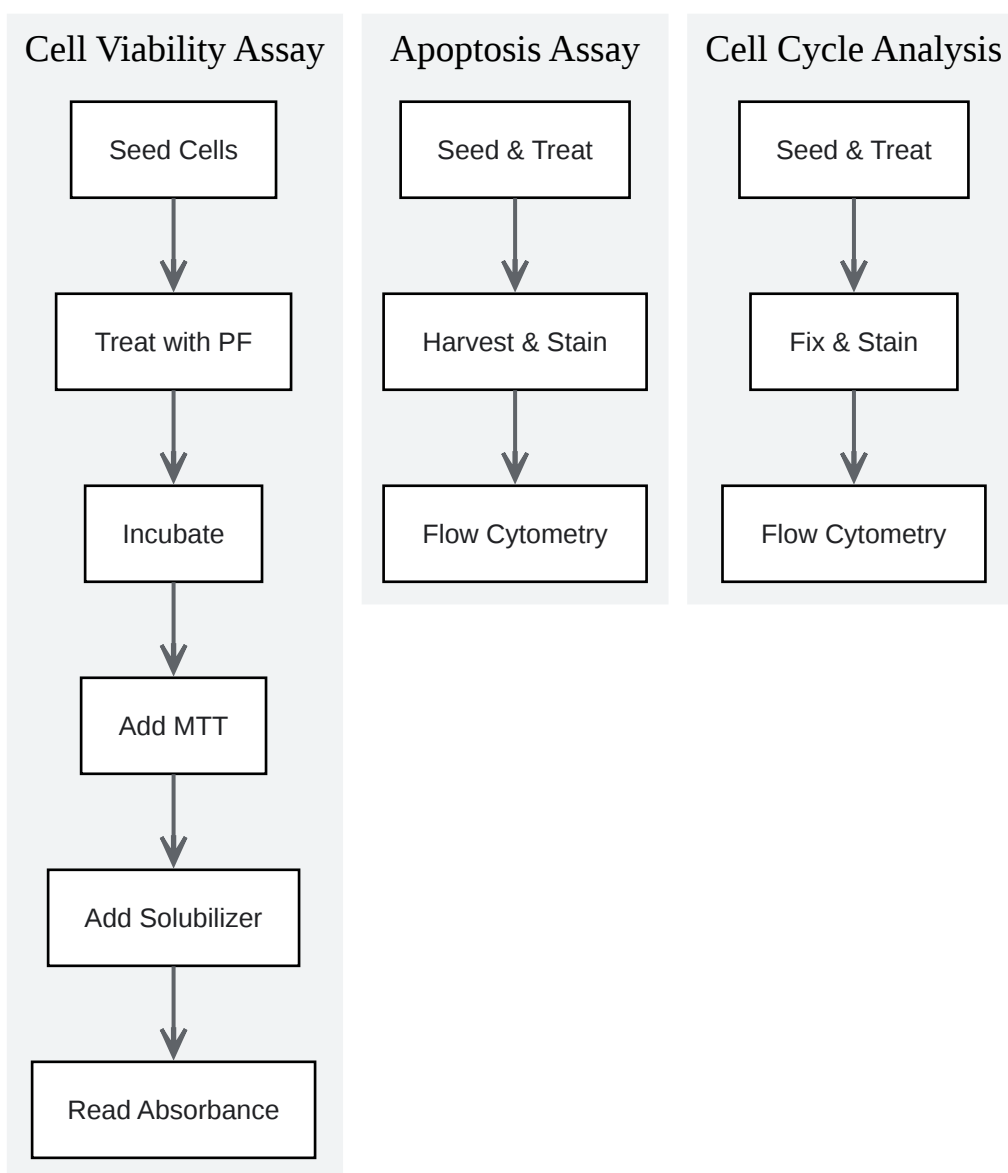 Cell Viability Assay
Seed Cells
Treat with PF
Incubate
Add MTT
Add Solubilizer
Read Absorbance
Apoptosis Assay
Seed & Treat
Harvest & Stain
Flow Cytometry
Cell Cycle Analysis
Seed & Treat
Fix & Stain
Flow Cytometry